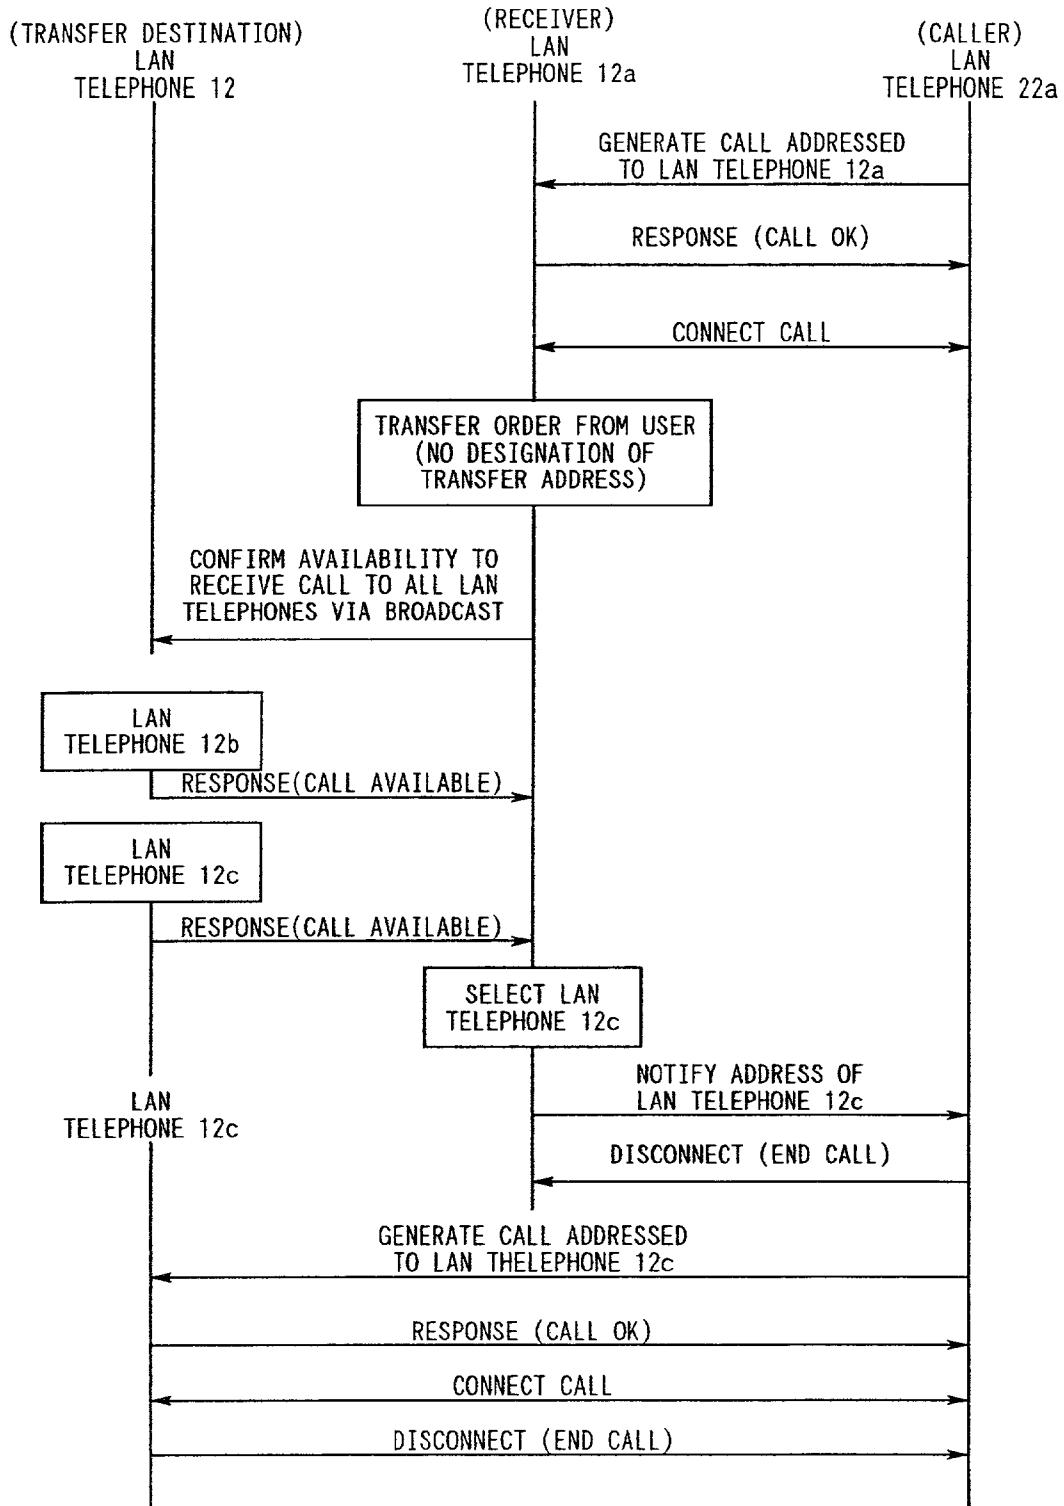 (TRANSFER DESTINATION)
LAN
TELEPHONE 12
(RECEIVER)
LAN
TELEPHONE 12a
(CALLER)
LAN
TELEPHONE 22a
GENERATE CALL ADDRESSED
TO LAN TELEPHONE 12a
RESPONSE (CALL OK)
CONNECT CALL
TRANSFER ORDER FROM USER
(NO DESIGNATION OF
TRANSFER ADDRESS)
CONFIRM AVAILABILITY TO
RECEIVE CALL TO ALL LAN
TELEPHONES VIA BROADCAST
LAN
TELEPHONE 12b
RESPONSE(CALL AVAILABLE)
LAN
TELEPHONE 12c
RESPONSE(CALL AVAILABLE)
SELECT LAN
TELEPHONE 12c
NOTIFY ADDRESS OF
LAN TELEPHONE 12c
LAN
TELEPHONE 12c
DISCONNECT (END CALL)
GENERATE CALL ADDRESSED
TO LAN THELEPHONE 12c
RESPONSE (CALL OK)
CONNECT CALL
DISCONNECT (END CALL)